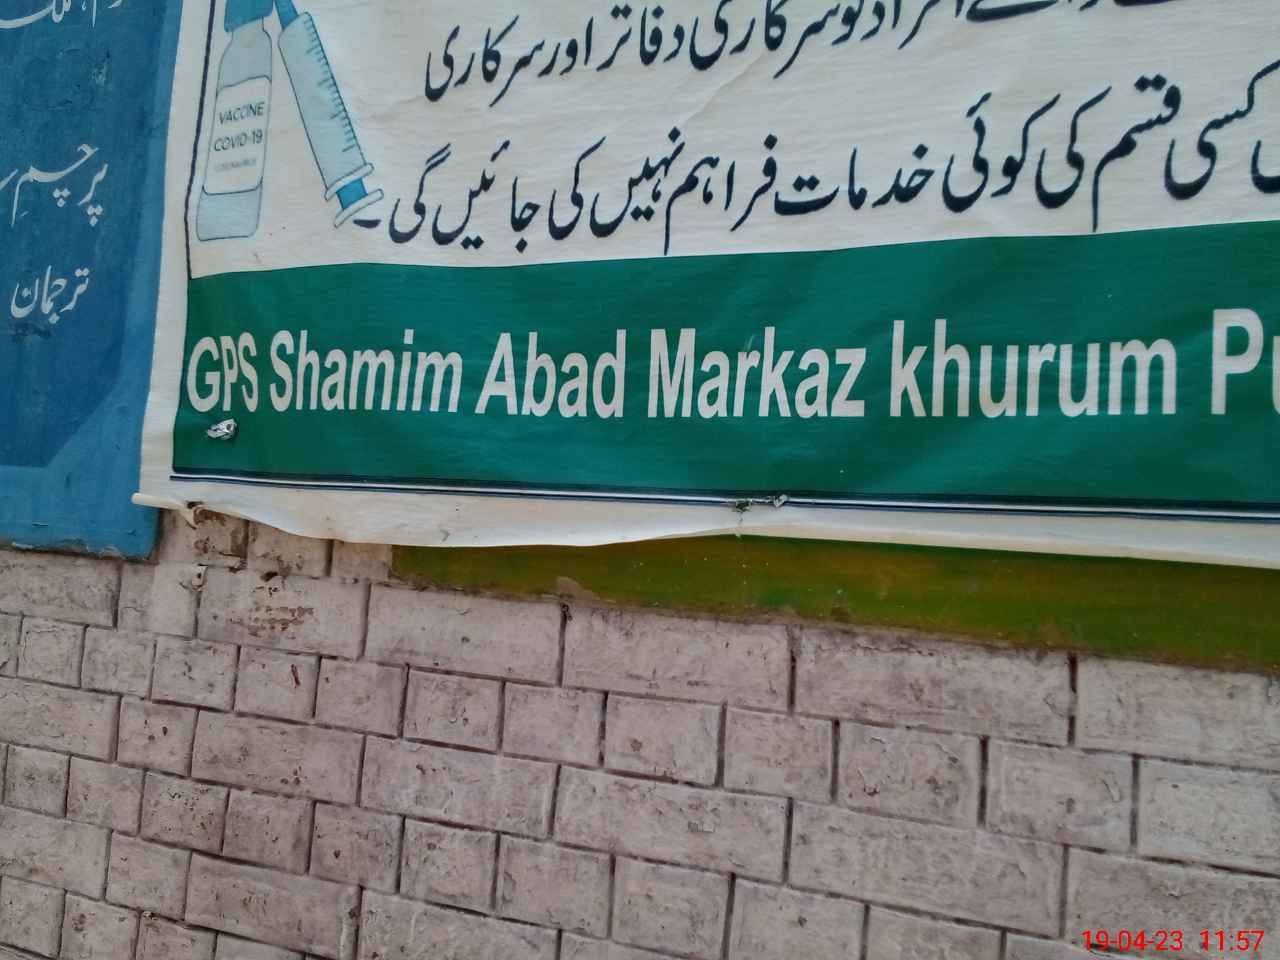 افراد کو سرکاری دفاتر اور سرکاری
کسی قسم کی کوئی خدمات فراہم نہیں کی جائیں گی۔
VACCINE
COVID-19
CORONAVIRUS
پرچمِ
ترجمان
GPS Shamim Abad Markaz khurum
19-04-23 11:57